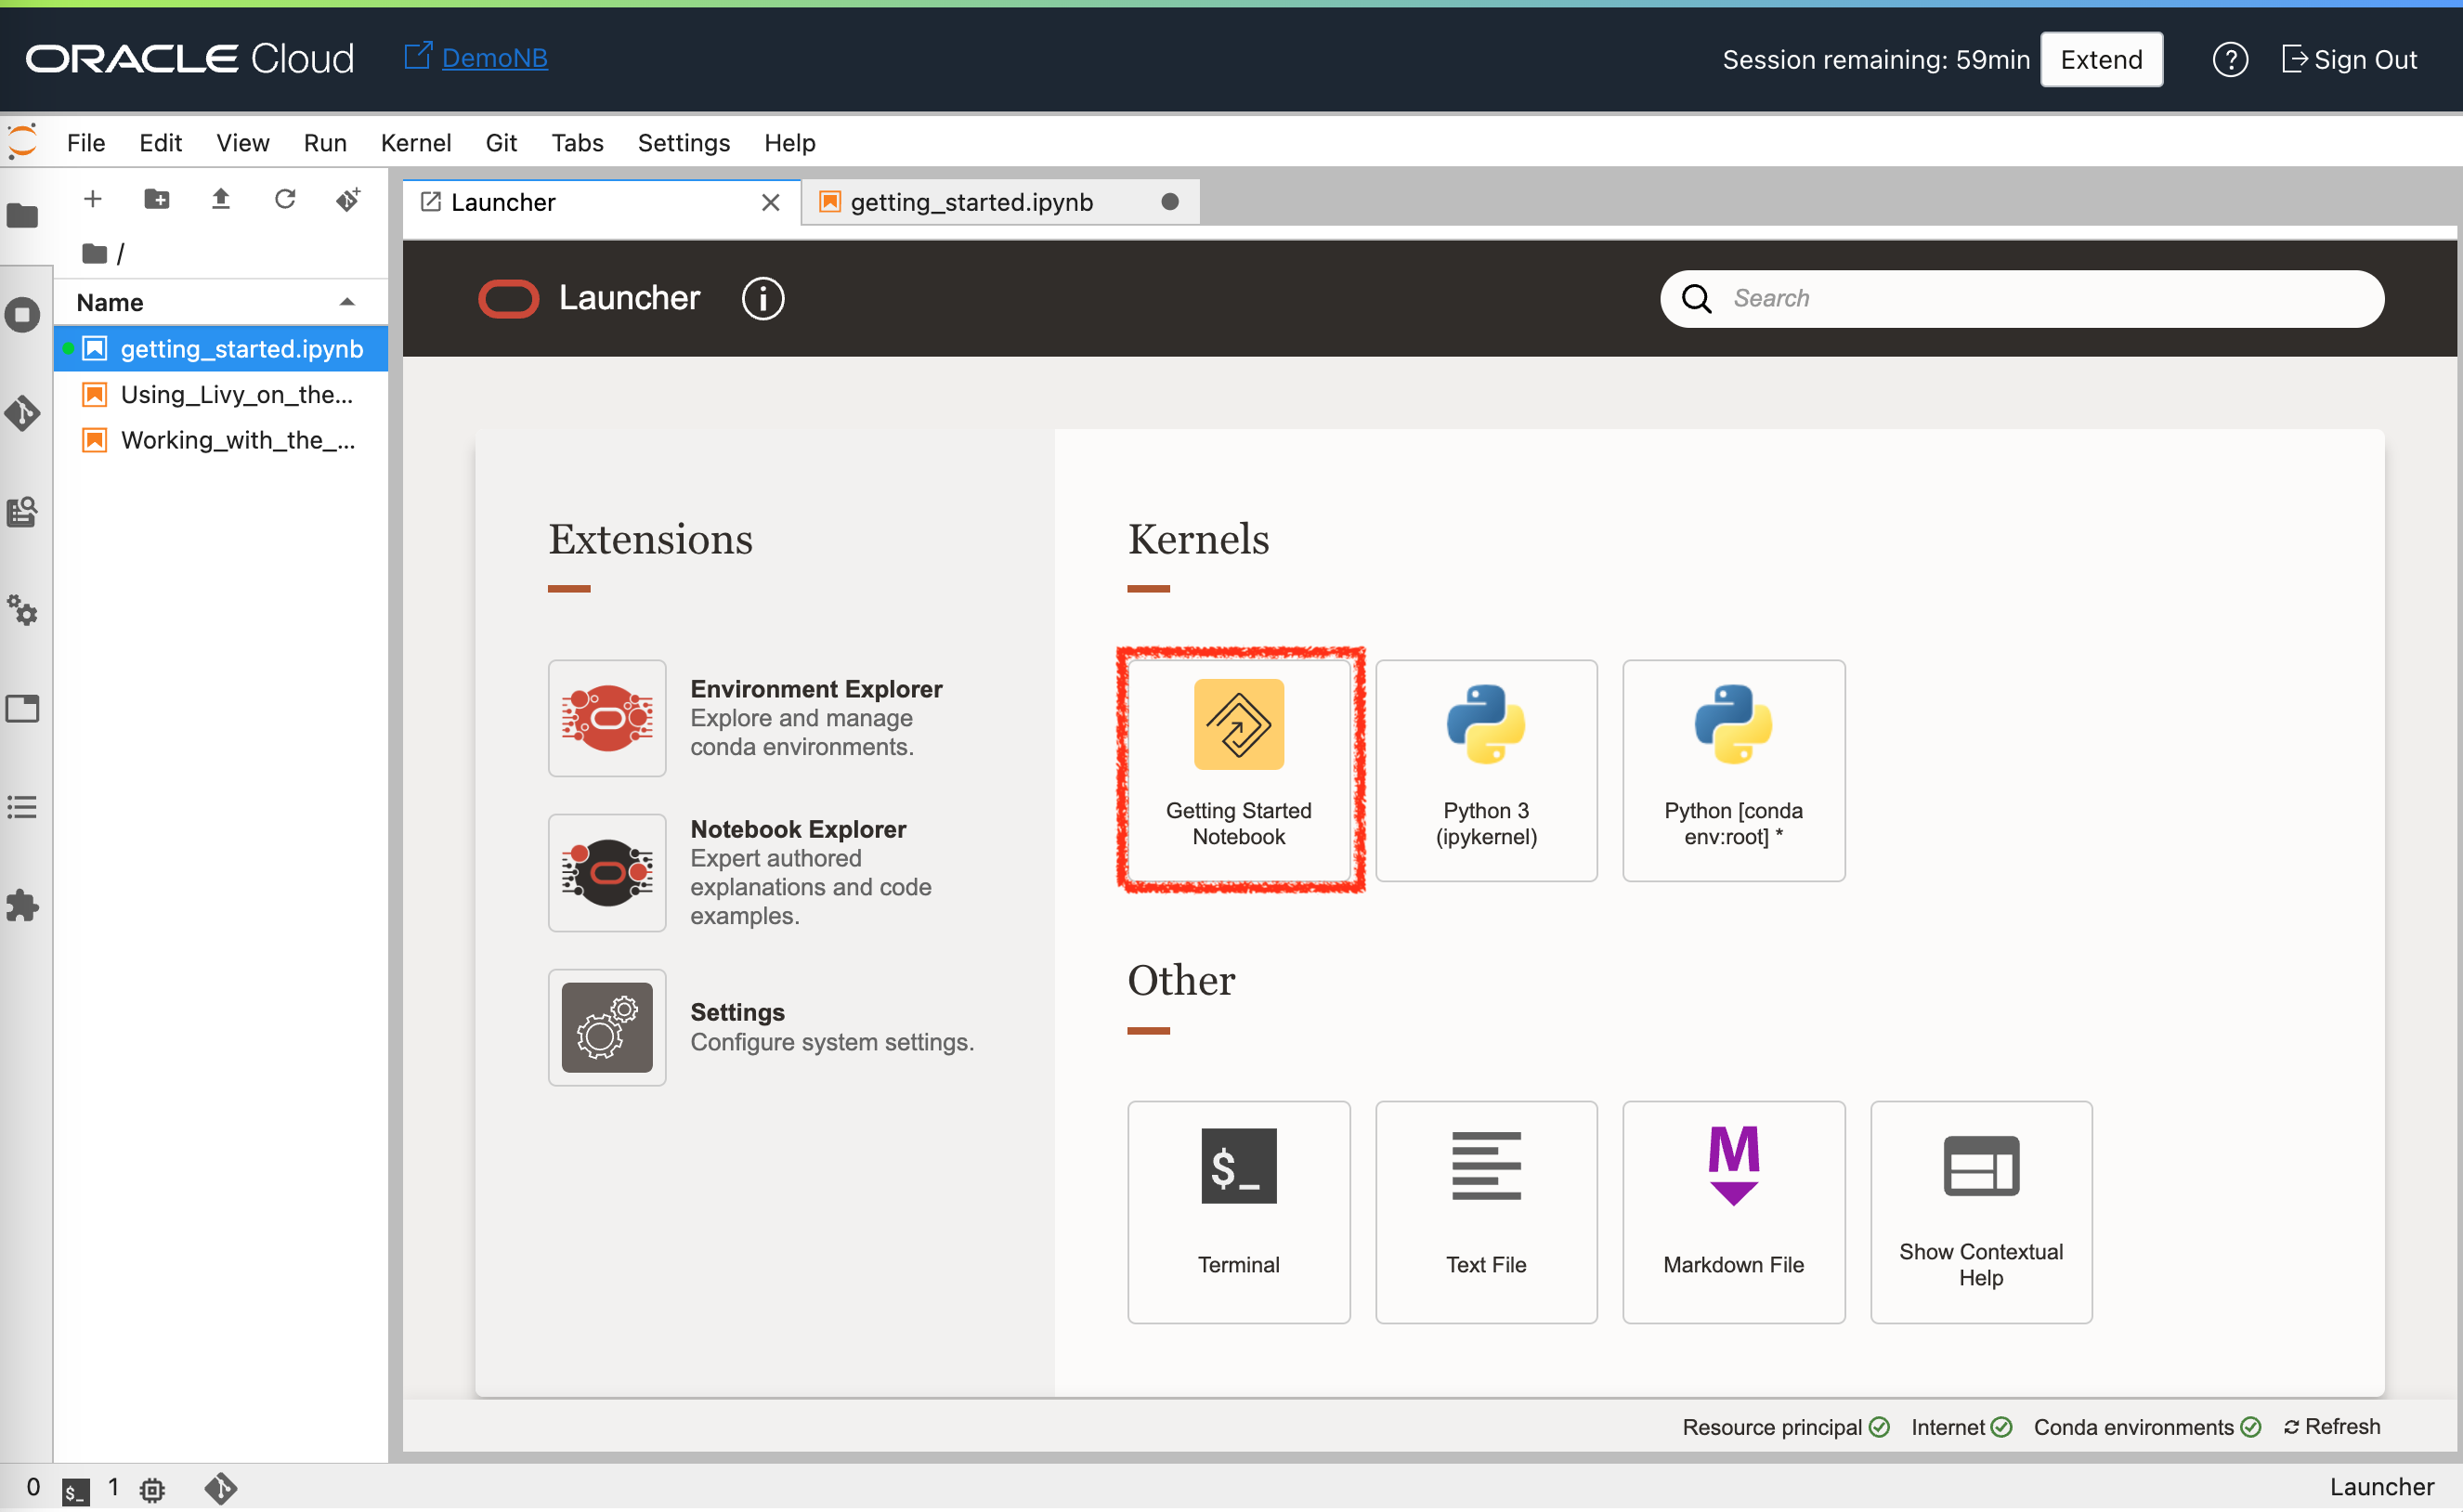 ORACLE Cloud DemoNB Session remaining: 59min Extend ? Sign Out
File Edit View Run Kernel Git Tabs Settings Help
Launcher getting_started.ipynb
/
Launcher i Search
Name
getting_started.ipynb
Using_Livy_on_the...
Working_with_the_...
Extensions
Environment Explorer
Explore and manage
conda environments.
Notebook Explorer
Expert authored
explanations and code
examples.
Settings
Configure system settings.
Kernels
Getting Started
Notebook
Python 3
(ipykernel)
Python [conda
env:root] *
Other
$_
Terminal
Text File
M
Markdown File
Show Contextual
Help
Resource principal Internet Conda environments Refresh
0 $_ 1 Launcher